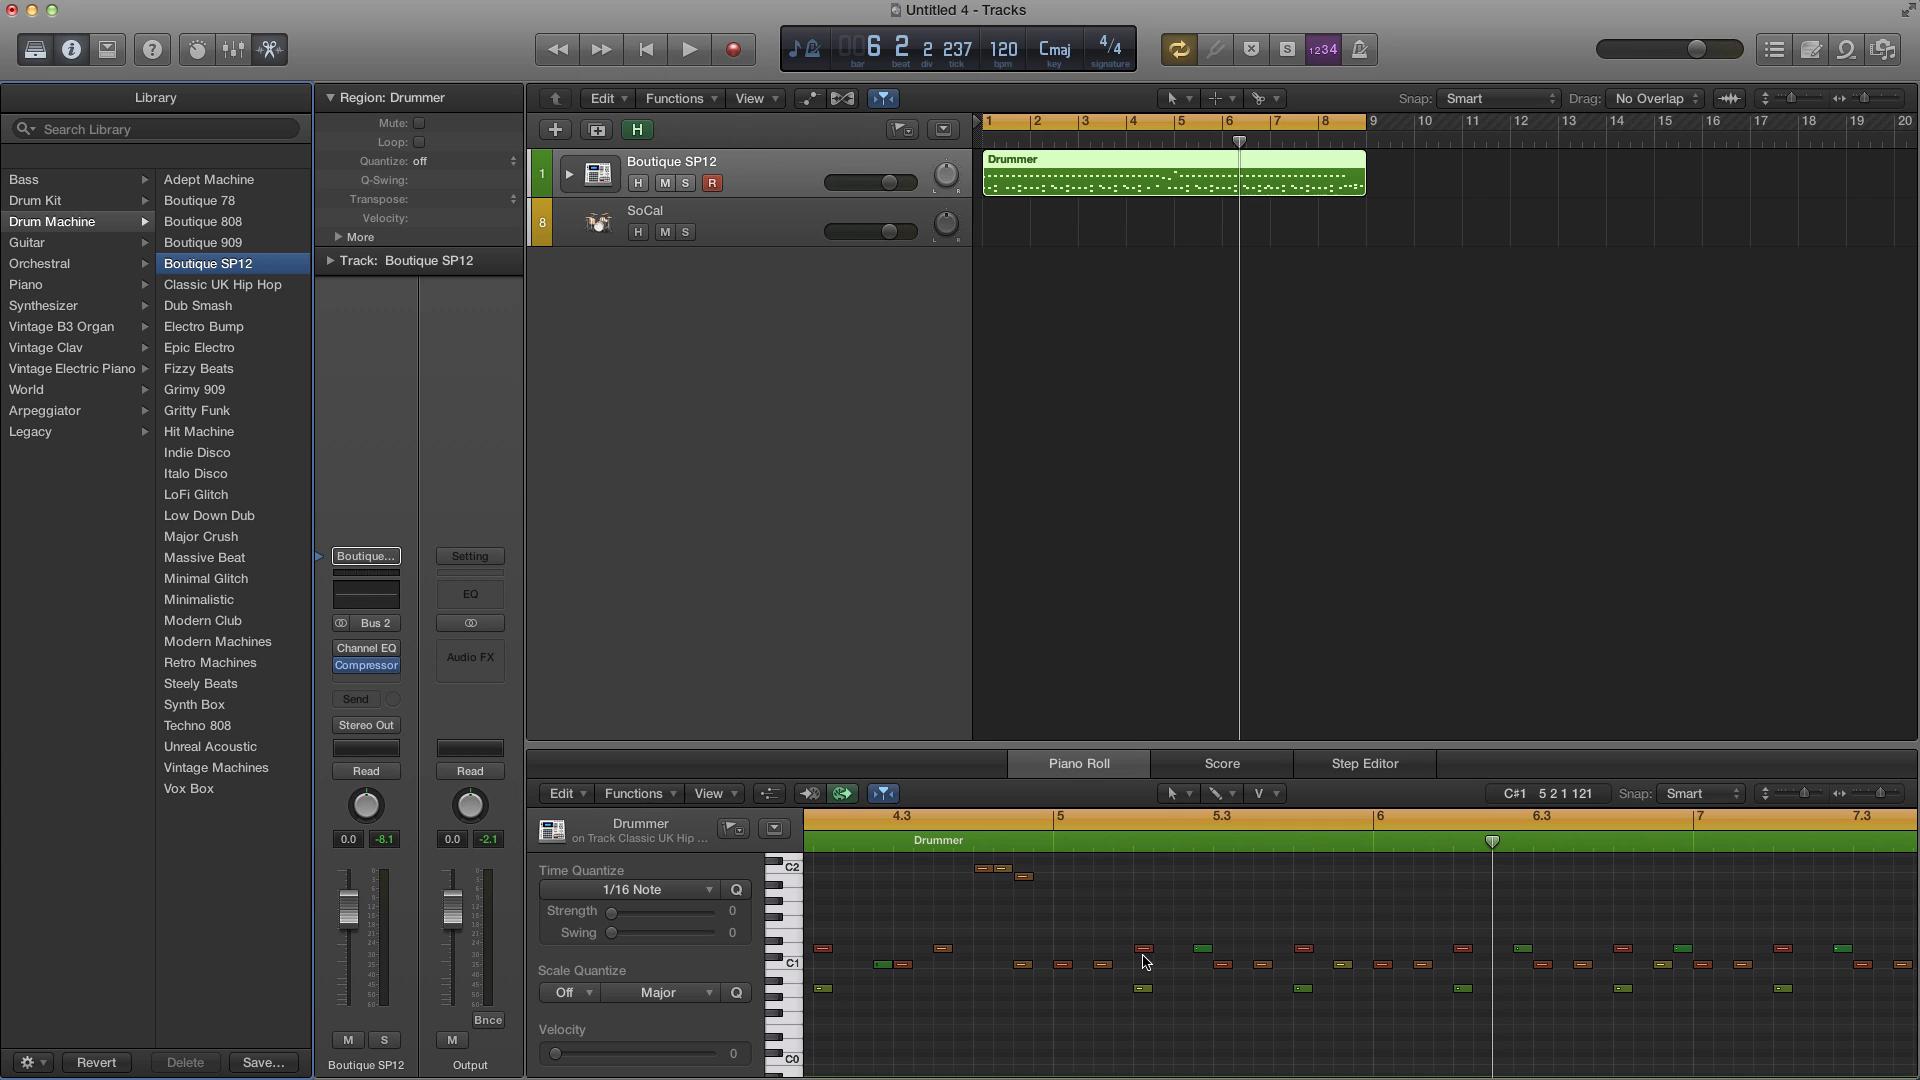 Untitled 4 - Tracks
6 2 2 237 120 Cmaj 4/4
bar beat div tick bpm key signature
S 1234
Library
Search Library
Bass
Drum Kit
Drum Machine
Guitar
Orchestral
Piano
Synthesizer
Vintage B3 Organ
Vintage Clav
Vintage Electric Piano
World
Arpeggiator
Legacy
Adept Machine
Boutique 78
Boutique 808
Boutique 909
Boutique SP12
Classic UK Hip Hop
Dub Smash
Electro Bump
Epic Electro
Fizzy Beats
Grimy 909
Gritty Funk
Hit Machine
Indie Disco
Italo Disco
LoFi Glitch
Low Down Dub
Major Crush
Massive Beat
Minimal Glitch
Minimalistic
Modern Club
Modern Machines
Retro Machines
Steely Beats
Synth Box
Techno 808
Unreal Acoustic
Vintage Machines
Vox Box
Revert Delete Save...
Region: Drummer
Mute:
Loop:
Quantize: off
Q-Swing:
Transpose:
Velocity:
More
Track: Boutique SP12
Boutique... Setting
EQ
Bus 2
Channel EQ
Compressor
Audio FX
Send
Stereo Out
Read Read
0.0 -8.1 0.0 -2.1
Bnce
M S M
Boutique SP12 Output
Edit Functions View
Snap: Smart Drag: No Overlap
H
1 2 3 4 5 6 7 8 9 10 11 12 13 14 15 16 17 18 19 20
1 Boutique SP12
H M S R
L R
Drummer
8 SoCal
H M S
L R
Piano Roll Score Step Editor
Edit Functions View
V
C#1 5 2 1 121 Snap: Smart
Drummer
on Track Classic UK Hip ...
4.3 5 5.3 6 6.3 7 7.3
Drummer
Time Quantize
1/16 Note Q
Strength 0
Swing 0
Scale Quantize
Off Major Q
Velocity
0
C2
C1
C0